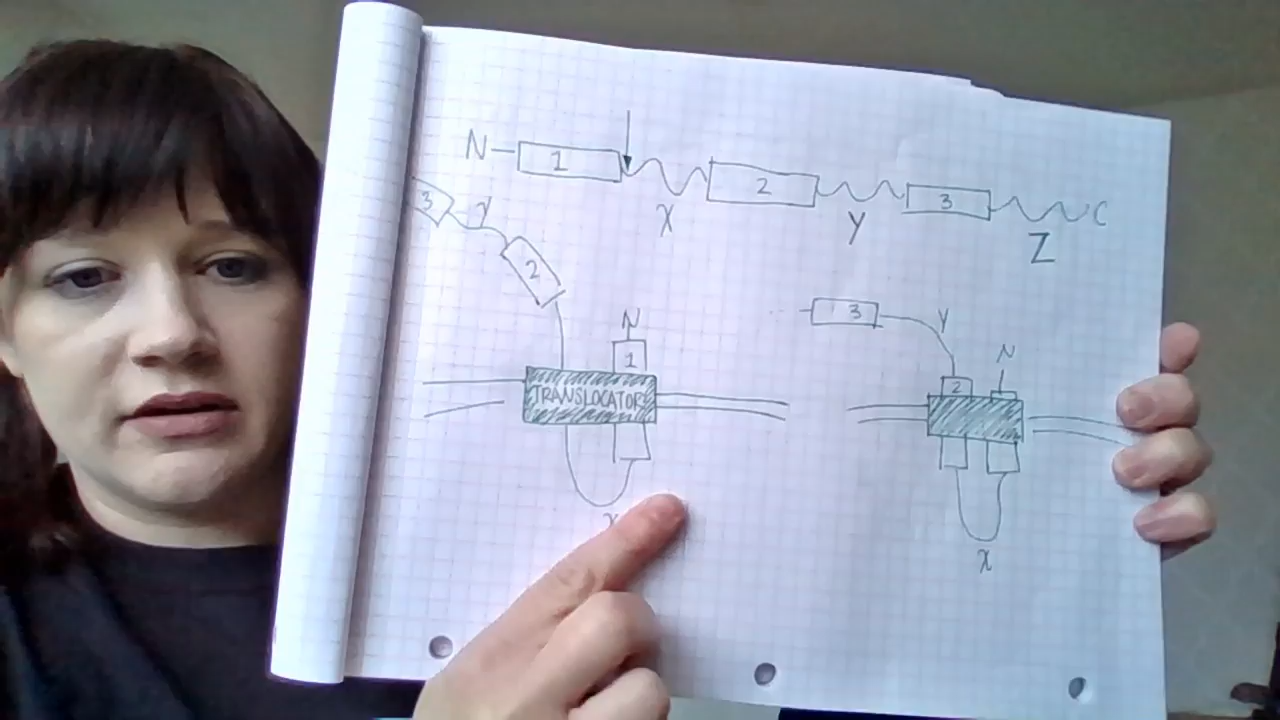 N 1 X 2 Y 3 Z C
3 Y 2 N 1
TRANSLOCATOR
x
3 Y 2 N
x